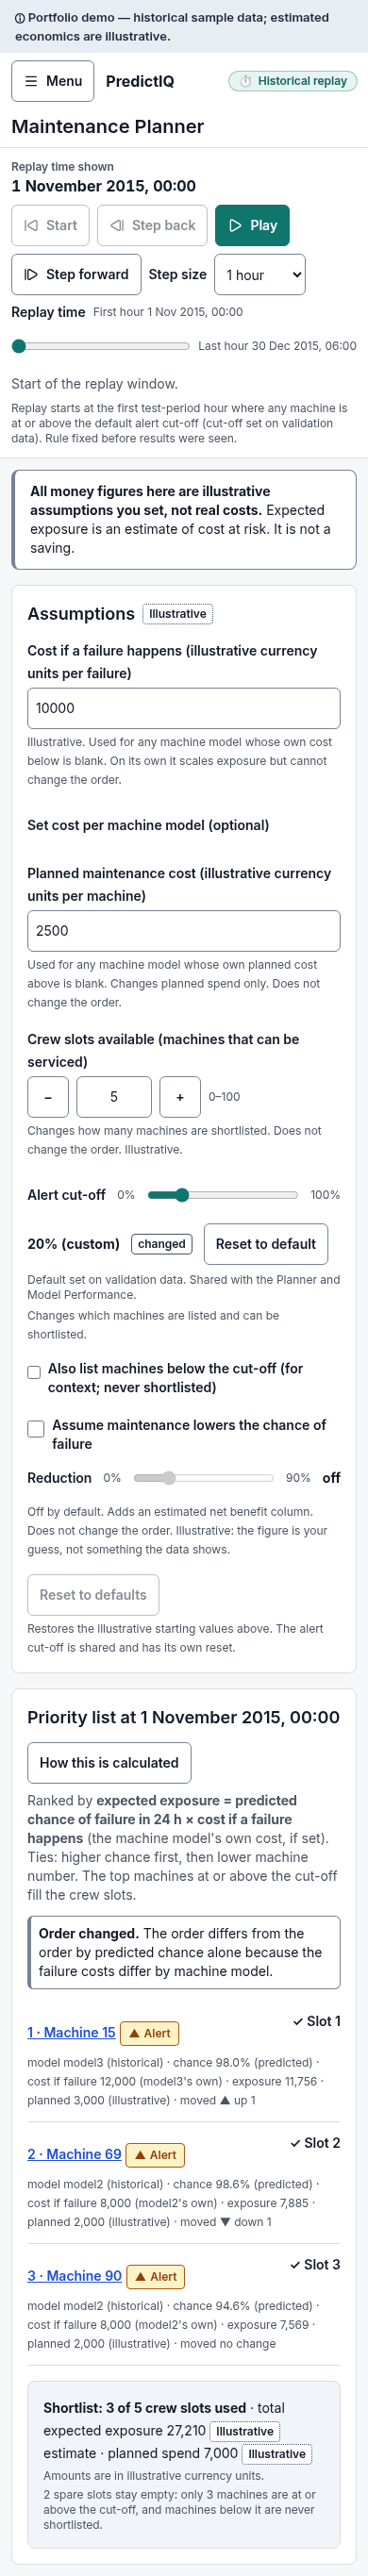 ⓘ Portfolio demo — historical sample data; estimated
economics are illustrative.
☰ Menu
PredictIQ
⏱️ Historical replay
Maintenance Planner
Replay time shown
1 November 2015, 00:00
Start
Step back
Play
Step forward
Step size
1 hour
Replay time First hour 1 Nov 2015, 00:00
Last hour 30 Dec 2015, 06:00
Start of the replay window.
Replay starts at the first test-period hour where any machine is
at or above the default alert cut-off (cut-off set on validation
data). Rule fixed before results were seen.
All money figures here are illustrative
assumptions you set, not real costs. Expected
exposure is an estimate of cost at risk. It is not a
saving.
Assumptions Illustrative
Cost if a failure happens (illustrative currency
units per failure)
10000
Illustrative. Used for any machine model whose own cost
below is blank. On its own it scales exposure but cannot
change the order.
Set cost per machine model (optional)
Planned maintenance cost (illustrative currency
units per machine)
2500
Used for any machine model whose own planned cost
above is blank. Changes planned spend only. Does not
change the order.
Crew slots available (machines that can be
serviced)
– 5 + 0–100
Changes how many machines are shortlisted. Does not
change the order. Illustrative.
Alert cut-off 0% 100%
20% (custom) changed Reset to default
Default set on validation data. Shared with the Planner and
Model Performance.
Changes which machines are listed and can be
shortlisted.
Also list machines below the cut-off (for
context; never shortlisted)
Assume maintenance lowers the chance of
failure
Reduction 0% 90% off
Off by default. Adds an estimated net benefit column.
Does not change the order. Illustrative: the figure is your
guess, not something the data shows.
Reset to defaults
Restores the illustrative starting values above. The alert
cut-off is shared and has its own reset.
Priority list at 1 November 2015, 00:00
How this is calculated
Ranked by expected exposure = predicted
chance of failure in 24 h × cost if a failure
happens (the machine model's own cost, if set).
Ties: higher chance first, then lower machine
number. The top machines at or above the cut-off
fill the crew slots.
Order changed. The order differs from the
order by predicted chance alone because the
failure costs differ by machine model.
1 · Machine 15 ▲ Alert ✓ Slot 1
model model3 (historical) · chance 98.0% (predicted) ·
cost if failure 12,000 (model3's own) · exposure 11,756 ·
planned 3,000 (illustrative) · moved ▲ up 1
2 · Machine 69 ▲ Alert ✓ Slot 2
model model2 (historical) · chance 98.6% (predicted) ·
cost if failure 8,000 (model2's own) · exposure 7,885 ·
planned 2,000 (illustrative) · moved ▼ down 1
3 · Machine 90 ▲ Alert ✓ Slot 3
model model2 (historical) · chance 94.6% (predicted) ·
cost if failure 8,000 (model2's own) · exposure 7,569 ·
planned 2,000 (illustrative) · moved no change
Shortlist: 3 of 5 crew slots used · total
expected exposure 27,210 Illustrative
estimate · planned spend 7,000 Illustrative
Amounts are in illustrative currency units.
2 spare slots stay empty: only 3 machines are at or
above the cut-off, and machines below it are never
shortlisted.